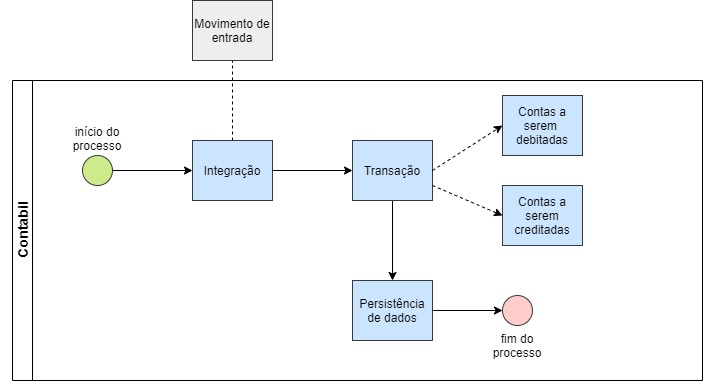 Movimento de
entrada
início do
processo
Integração
Transação
Contas a
serem
debitadas
Contas a
serem
creditadas
Contabil
Persistência
de dados
fim do
processo